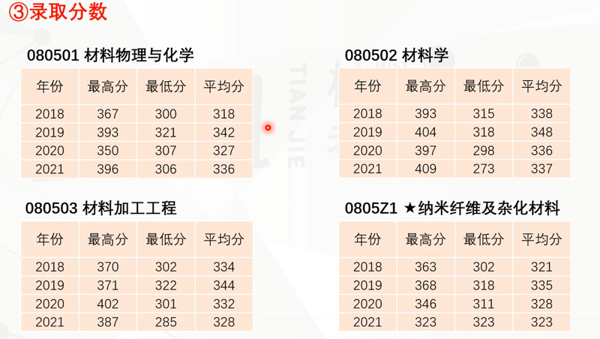 ③录取分数
080501 材料物理与化学
年份 最高分 最低分 平均分
2018 367 300 318
2019 393 321 342
2020 350 307 327
2021 396 306 336
080502 材料学
年份 最高分 最低分 平均分
2018 393 315 338
2019 404 318 348
2020 397 298 336
2021 409 273 337
080503 材料加工工程
年份 最高分 最低分 平均分
2018 370 302 334
2019 371 322 344
2020 402 301 332
2021 387 285 328
0805Z1 ★纳米纤维及杂化材料
年份 最高分 最低分 平均分
2018 363 302 321
2019 368 318 335
2020 346 311 328
2021 323 323 323
TIAN JIE